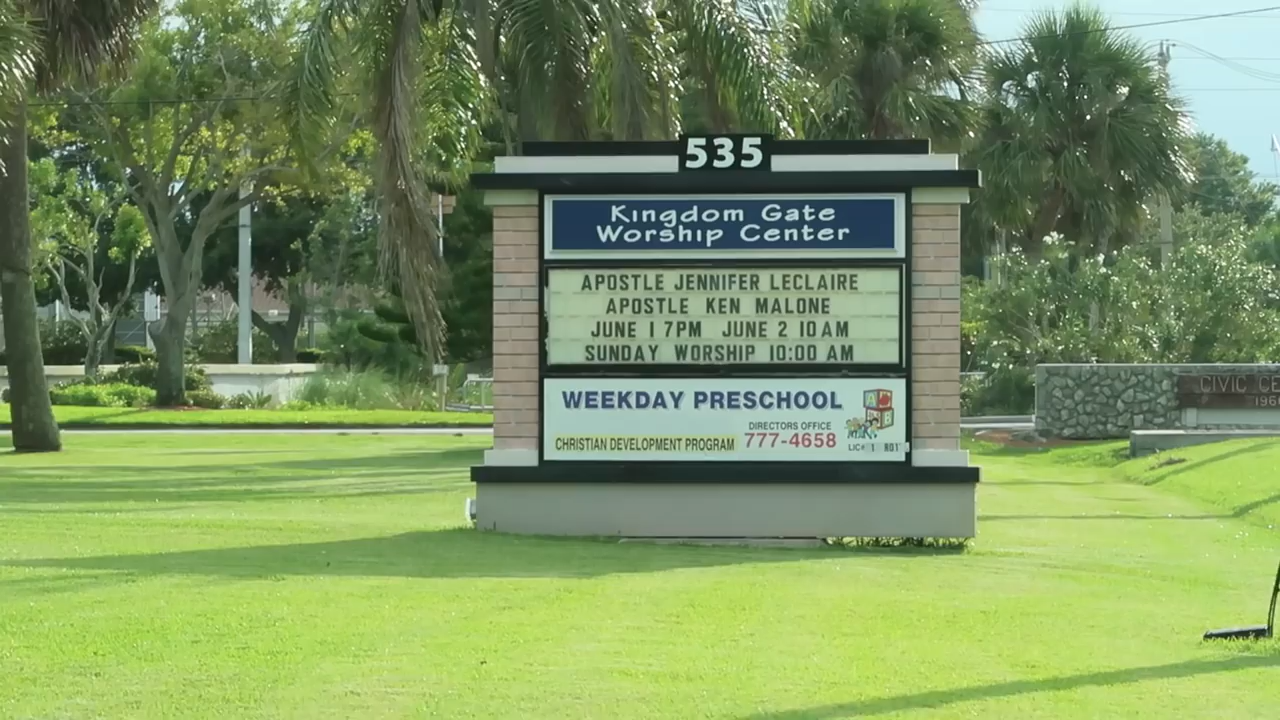 535
Kingdom Gate
Worship Center
APOSTLE JENNIFER LECLAIRE
APOSTLE KEN MALONE
JUNE 1 7PM JUNE 2 10AM
SUNDAY WORSHIP 10:00 AM
WEEKDAY PRESCHOOL
DIRECTORS OFFICE
CHRISTIAN DEVELOPMENT PROGRAM 777-4658
LIC#
CIVIC